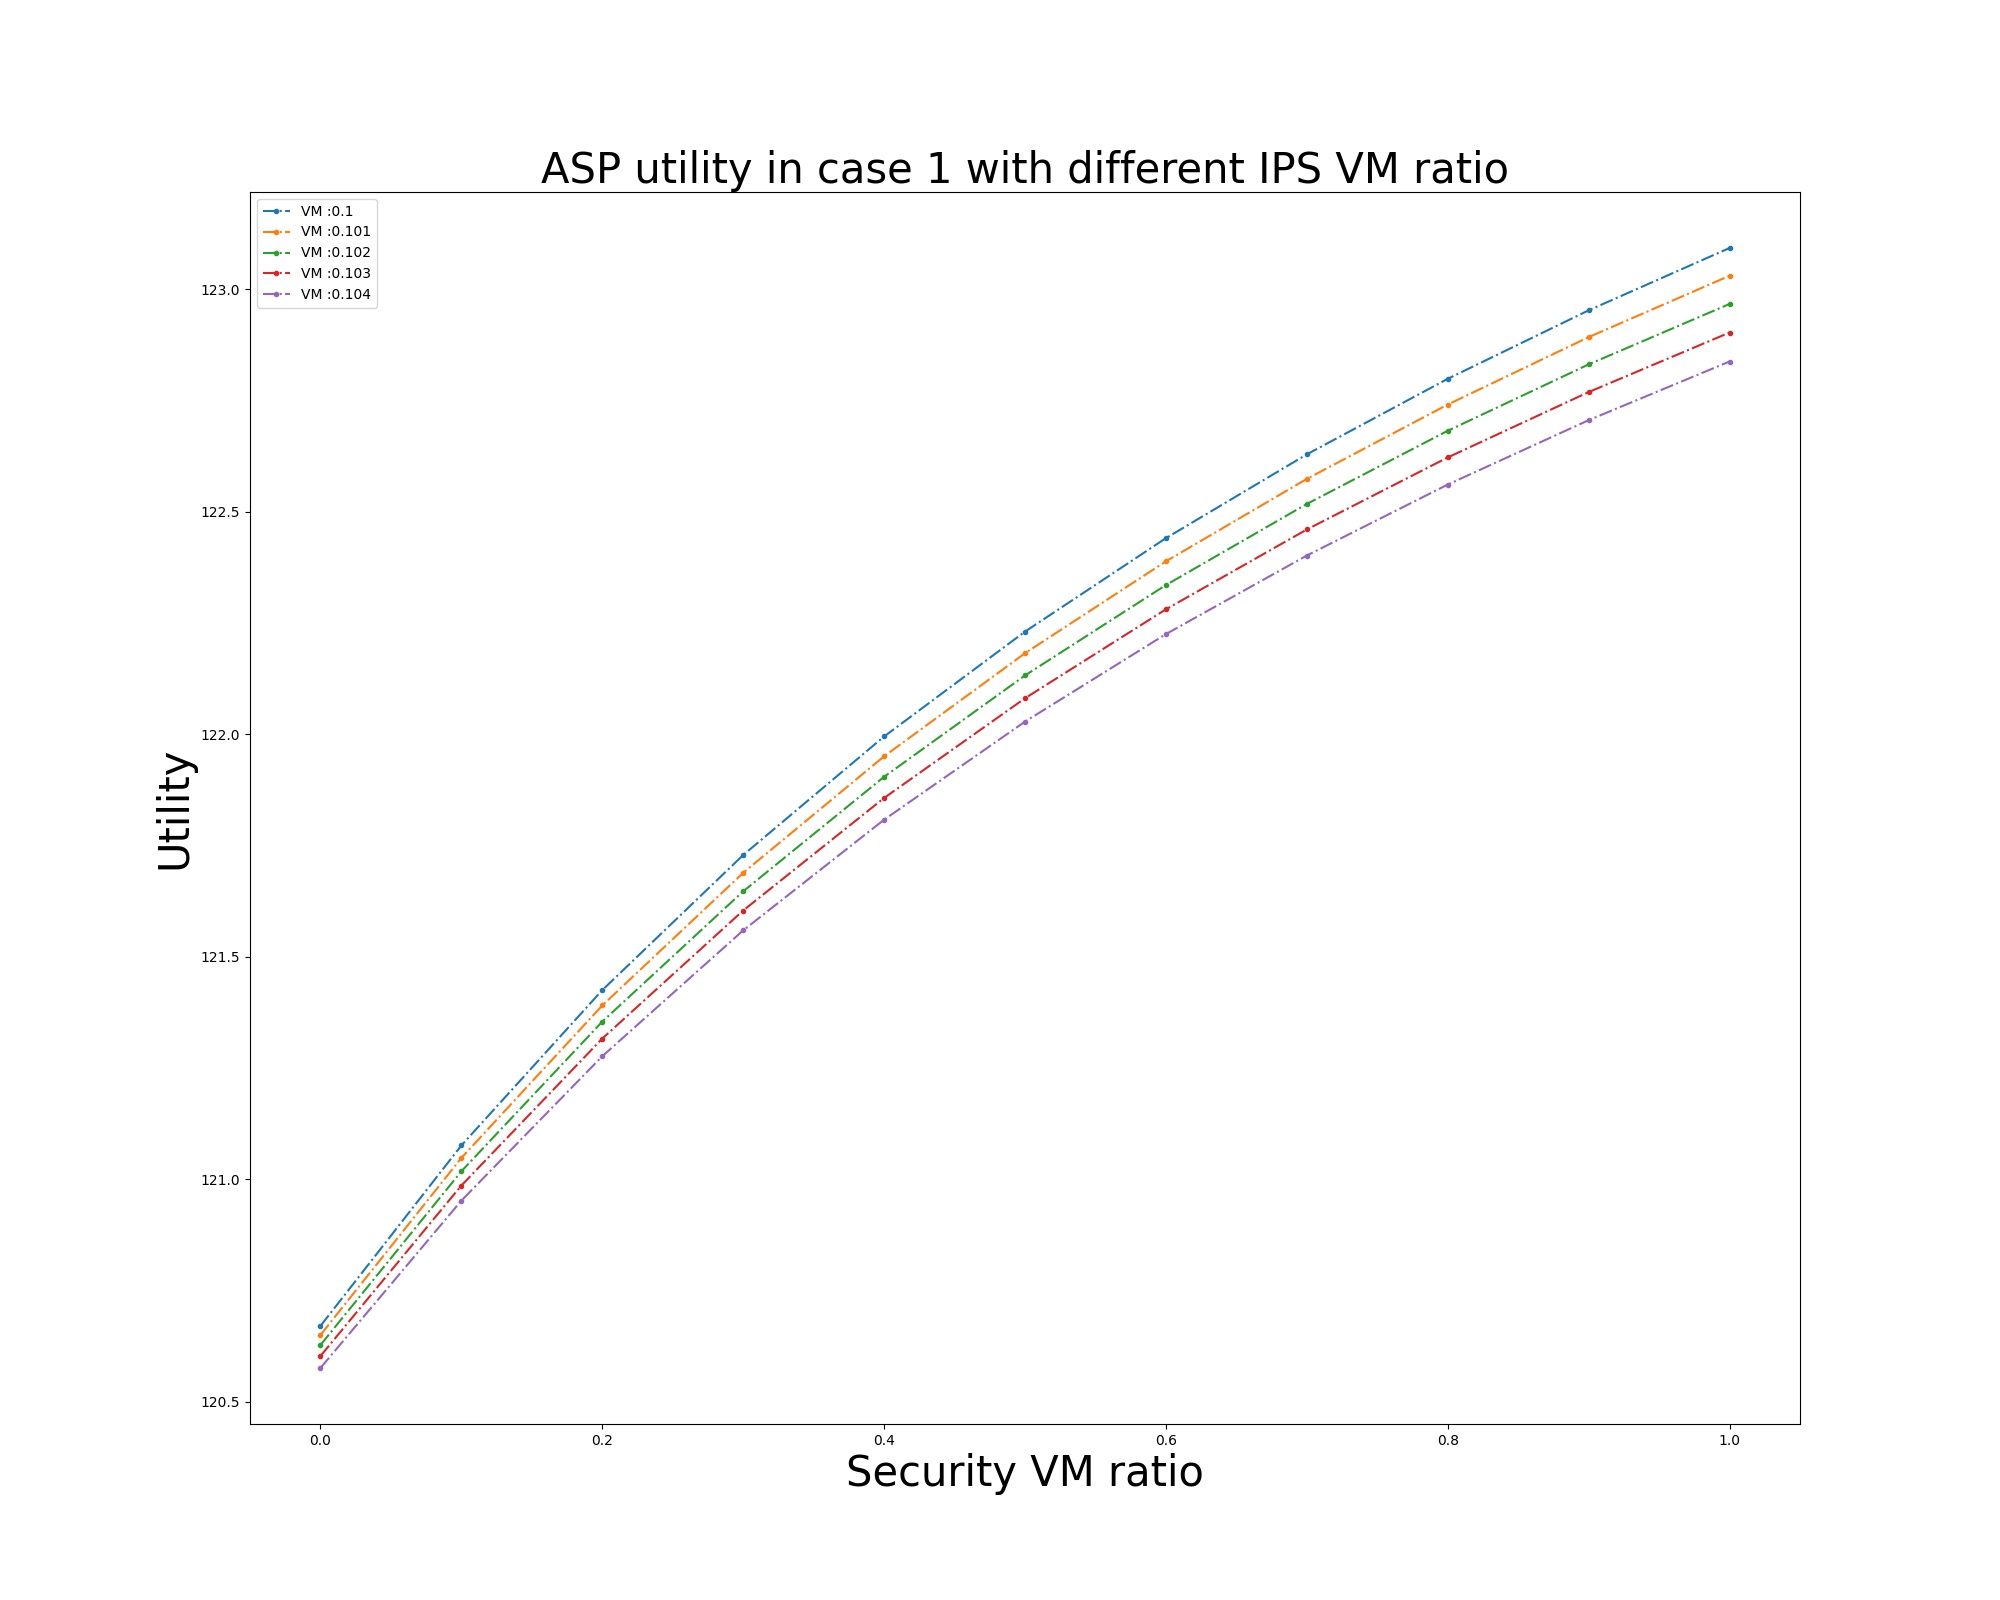 ASP utility in case 1 with different IPS VM ratio
VM :0.1
VM :0.101
VM :0.102
VM :0.103
VM :0.104
123.0
122.5
122.0
121.5
121.0
120.5
Utility
0.0 0.2 0.4 0.6 0.8 1.0
Security VM ratio